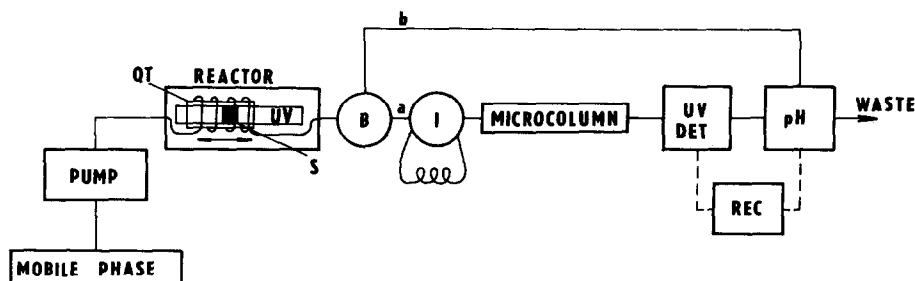 b
QT
REACTOR
UV
B
a
I
MICROCOLUMN
UV
DET
pH
WASTE
S
PUMP
REC
MOBILE PHASE